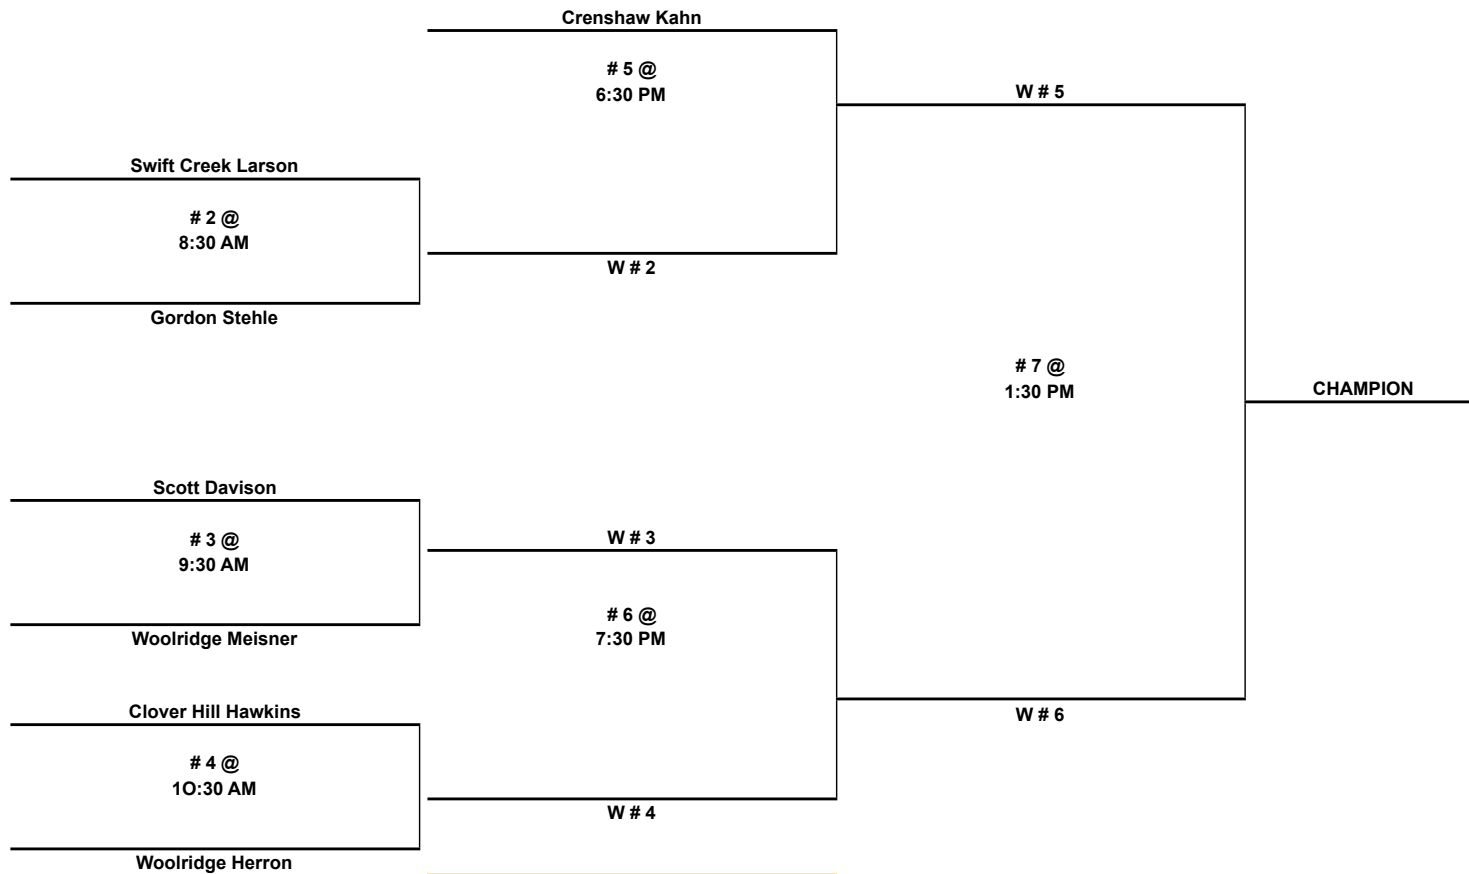 Crenshaw Kahn
# 5 @
6:30 PM
W # 5
Swift Creek Larson
# 2 @
8:30 AM
W # 2
Gordon Stehle
# 7 @
1:30 PM
CHAMPION
Scott Davison
# 3 @
9:30 AM
W # 3
Woolridge Meisner
# 6 @
7:30 PM
Clover Hill Hawkins
W # 6
# 4 @
1O:30 AM
W # 4
Woolridge Herron